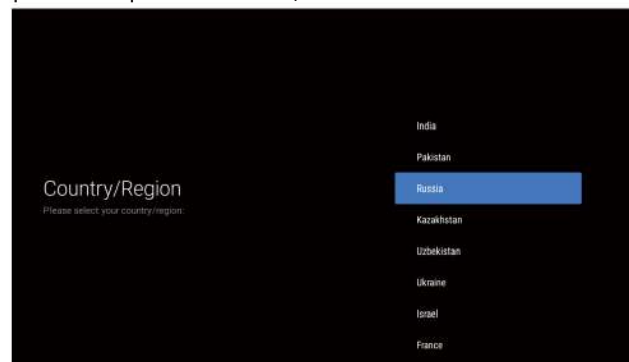 Country/Region
Please select your country/region:
India
Pakistan
Russia
Kazakhstan
Uzbekistan
Ukraine
Israel
France